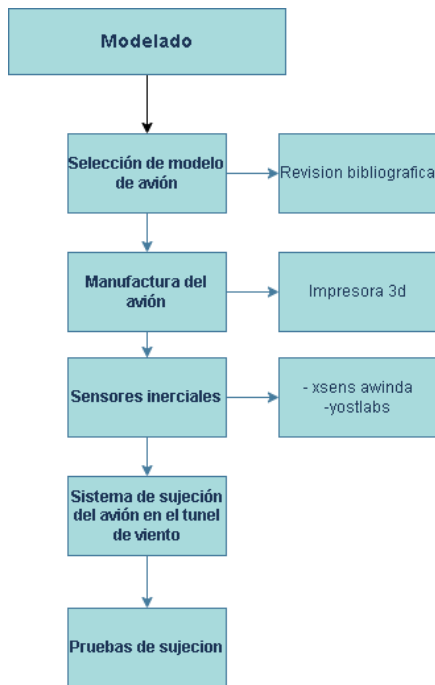 Modelado
Selección de modelo
de avión
Revision bibliografica
Manufactura del
avión
Impresora 3d
Sensores inerciales
- xsens awinda
-yostlabs
Sistema de sujeción
del avión en el tunel
de viento
Pruebas de sujecion